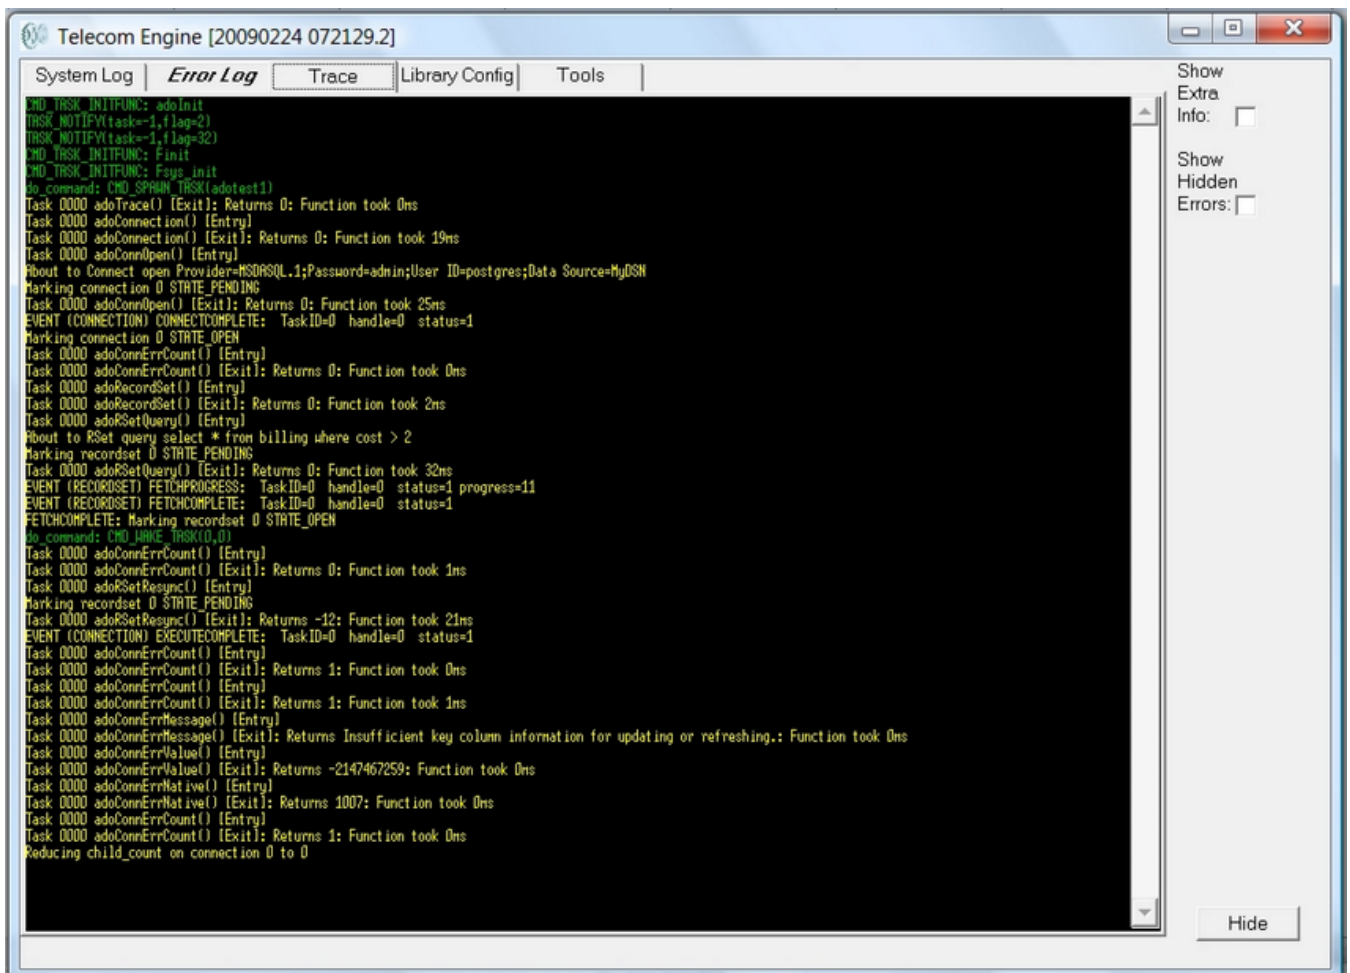 Telecom Engine [20090224 072129.2]
System Log
Error Log
Trace
Library Config
Tools
Show
Extra
Info:
Show
Hidden
Errors:
CMD_TASK_INITFUNC: adoInit
TASK_NOTIFY(task=-1,flag=2)
TASK_NOTIFY(task=-1,flag=32)
CMD_TASK_INITFUNC: Finit
CMD_TASK_INITFUNC: Fsys_init
do_command: CMD_SPAWN_TASK(adotest1)
Task 0000 adoTrace() [Exit]: Returns 0: Function took 0ms
Task 0000 adoConnection() [Entry]
Task 0000 adoConnection() [Exit]: Returns 0: Function took 19ms
Task 0000 adoConnOpen() [Entry]
About to Connect open Provider=MSDASQL.1;Password=admin;User ID=postgres;Data Source=MyDSN
Marking connection 0 STATE_PENDING
Task 0000 adoConnOpen() [Exit]: Returns 0: Function took 25ms
EVENT (CONNECTION) CONNECTCOMPLETE:  TaskID=0  handle=0  status=1
Marking connection 0 STATE_OPEN
Task 0000 adoConnErrCount() [Entry]
Task 0000 adoConnErrCount() [Exit]: Returns 0: Function took 0ms
Task 0000 adoRecordSet() [Entry]
Task 0000 adoRecordSet() [Exit]: Returns 0: Function took 2ms
Task 0000 adoRSetQuery() [Entry]
About to RSet query select * from billing where cost > 2
Marking recordset 0 STATE_PENDING
Task 0000 adoRSetQuery() [Exit]: Returns 0: Function took 32ms
EVENT (RECORDSET) FETCHPROGRESS:  TaskID=0  handle=0  status=1 progress=11
EVENT (RECORDSET) FETCHCOMPLETE:  TaskID=0  handle=0  status=1
FETCHCOMPLETE: Marking recordset 0 STATE_OPEN
do_command: CMD_WAKE_TASK(0,0)
Task 0000 adoConnErrCount() [Entry]
Task 0000 adoConnErrCount() [Exit]: Returns 0: Function took 1ms
Task 0000 adoRSetResync() [Entry]
Marking recordset 0 STATE_PENDING
Task 0000 adoRSetResync() [Exit]: Returns -12: Function took 21ms
EVENT (CONNECTION) EXECUTECOMPLETE:  TaskID=0  handle=0  status=1
Task 0000 adoConnErrCount() [Entry]
Task 0000 adoConnErrCount() [Exit]: Returns 1: Function took 0ms
Task 0000 adoConnErrCount() [Entry]
Task 0000 adoConnErrCount() [Exit]: Returns 1: Function took 1ms
Task 0000 adoConnErrMessage() [Entry]
Task 0000 adoConnErrMessage() [Exit]: Returns Insufficient key column information for updating or refreshing.: Function took 0ms
Task 0000 adoConnErrValue() [Entry]
Task 0000 adoConnErrValue() [Exit]: Returns -2147467259: Function took 0ms
Task 0000 adoConnErrNative() [Entry]
Task 0000 adoConnErrNative() [Exit]: Returns 1007: Function took 0ms
Task 0000 adoConnErrCount() [Entry]
Task 0000 adoConnErrCount() [Exit]: Returns 1: Function took 0ms
Reducing child_count on connection 0 to 0
Hide